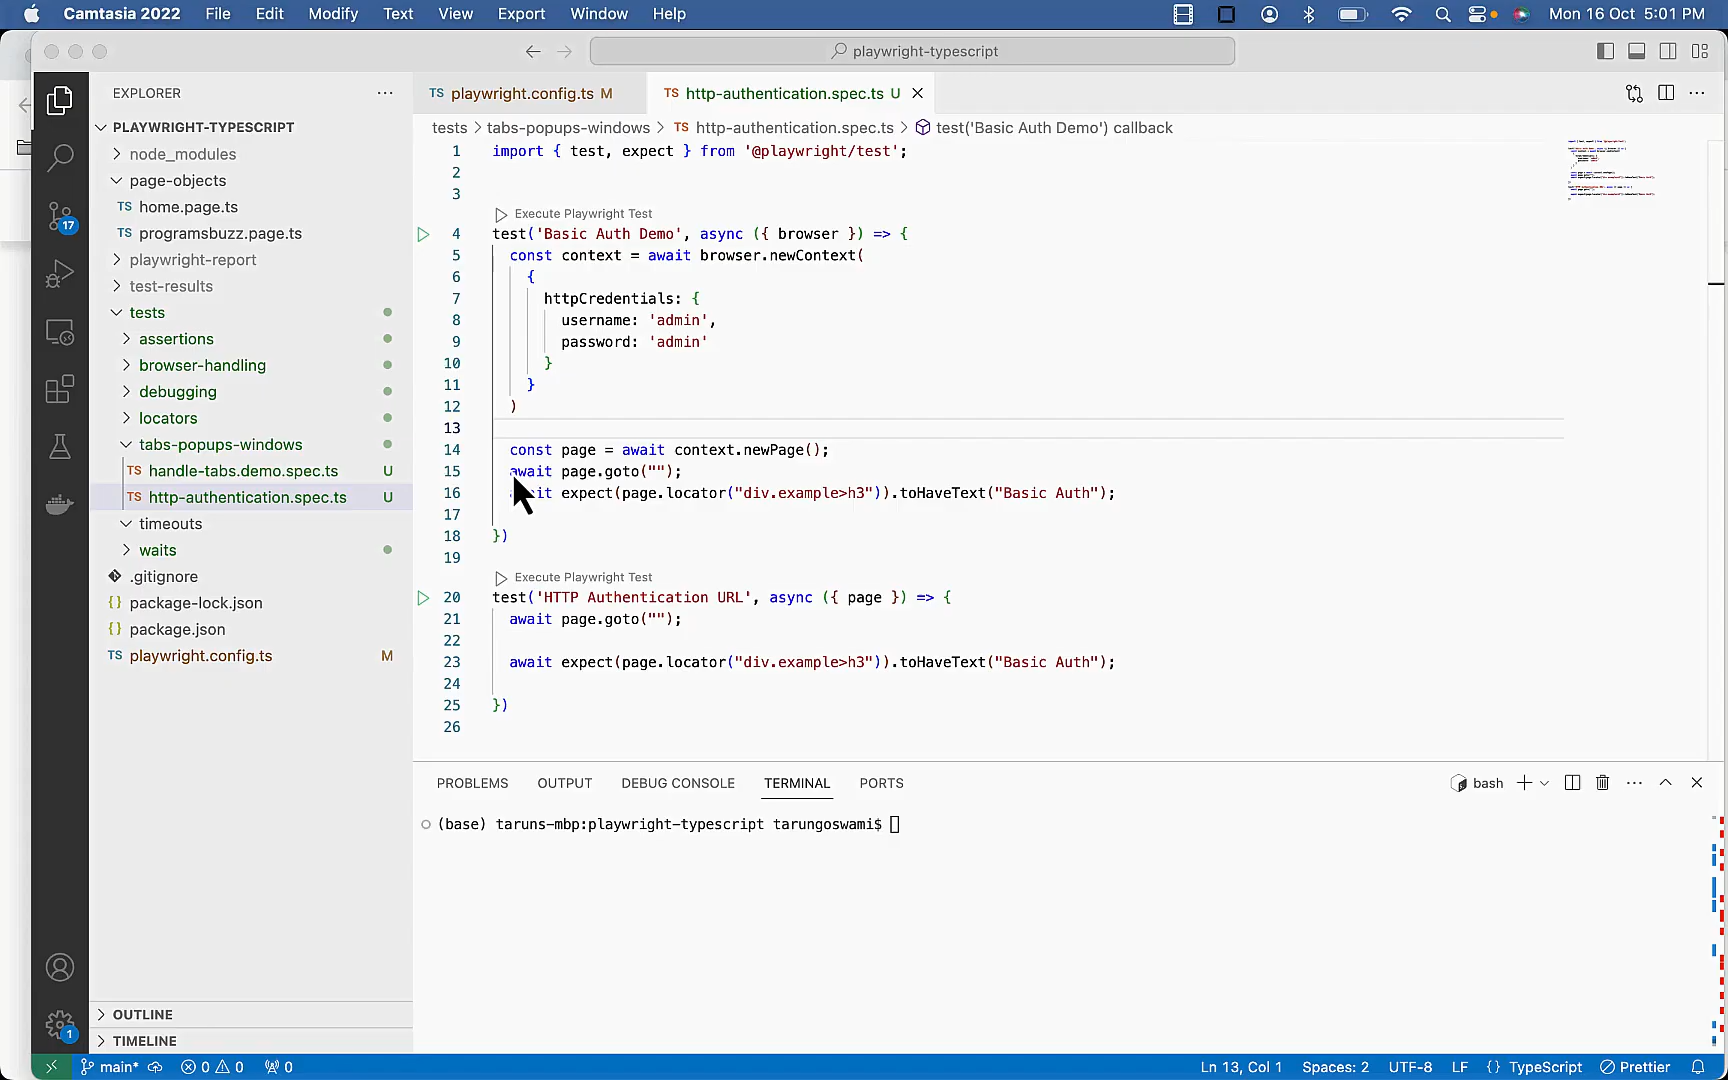 Camtasia 2022 File Edit Modify Text View Export Window Help Mon 16 Oct 5:01 PM
playwright-typescript
EXPLORER
PLAYWRIGHT-TYPESCRIPT
node_modules
page-objects
TS home.page.ts
TS programsbuzz.page.ts
playwright-report
test-results
tests
assertions
browser-handling
debugging
locators
tabs-popups-windows
TS handle-tabs.demo.spec.ts U
TS http-authentication.spec.ts U
timeouts
waits
.gitignore
{} package-lock.json
{} package.json
TS playwright.config.ts M
OUTLINE
TIMELINE
17
1
TS playwright.config.ts M TS http-authentication.spec.ts U
tests > tabs-popups-windows > TS http-authentication.spec.ts > test('Basic Auth Demo') callback
1 import { test, expect } from '@playwright/test';
2
3
Execute Playwright Test
4 test('Basic Auth Demo', async ({ browser }) => {
5 const context = await browser.newContext(
6 {
7 httpCredentials: {
8 username: 'admin',
9 password: 'admin'
10 }
11 }
12 )
13
14 const page = await context.newPage();
15 await page.goto("");
16 await expect(page.locator("div.example>h3")).toHaveText("Basic Auth");
17
18 })
19
Execute Playwright Test
20 test('HTTP Authentication URL', async ({ page }) => {
21 await page.goto("");
22
23 await expect(page.locator("div.example>h3")).toHaveText("Basic Auth");
24
25 })
26
PROBLEMS OUTPUT DEBUG CONSOLE TERMINAL PORTS bash
(base) taruns-mbp:playwright-typescript tarungoswami$
main* 0 0 0 Ln 13, Col 1 Spaces: 2 UTF-8 LF {} TypeScript Prettier